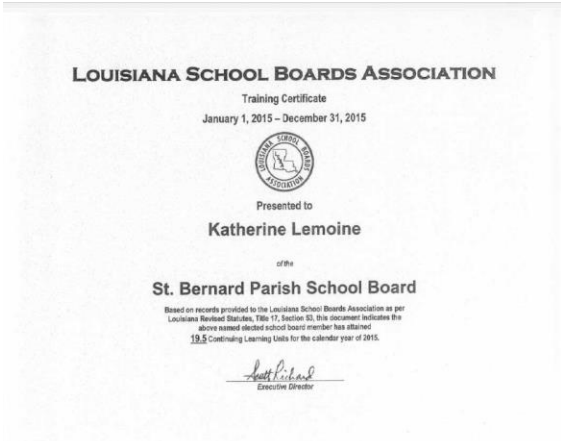 LOUISIANA SCHOOL BOARDS ASSOCIATION
Training Certificate
January 1, 2015 – December 31, 2015
LOUISIANA SCHOOL BOARDS
ASSOCIATION
Presented to
Katherine Lemoine
of the
St. Bernard Parish School Board
Based on records provided to the Louisiana School Boards Association as per
Louisiana Revised Statutes, Title 17, Section 53, this document indicates the
above named elected school board member has attained
19.5 Continuing Learning Units for the calendar year of 2015.
Scott Richard
Executive Director